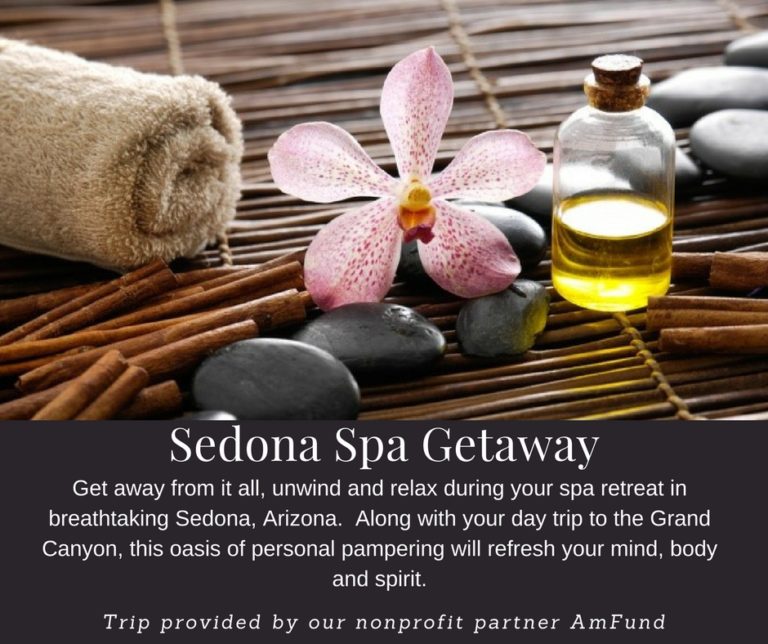 Sedona Spa Getaway
Get away from it all, unwind and relax during your spa retreat in
breathtaking Sedona, Arizona.  Along with your day trip to the Grand
Canyon, this oasis of personal pampering will refresh your mind, body
and spirit.
Trip provided by our nonprofit partner AmFund